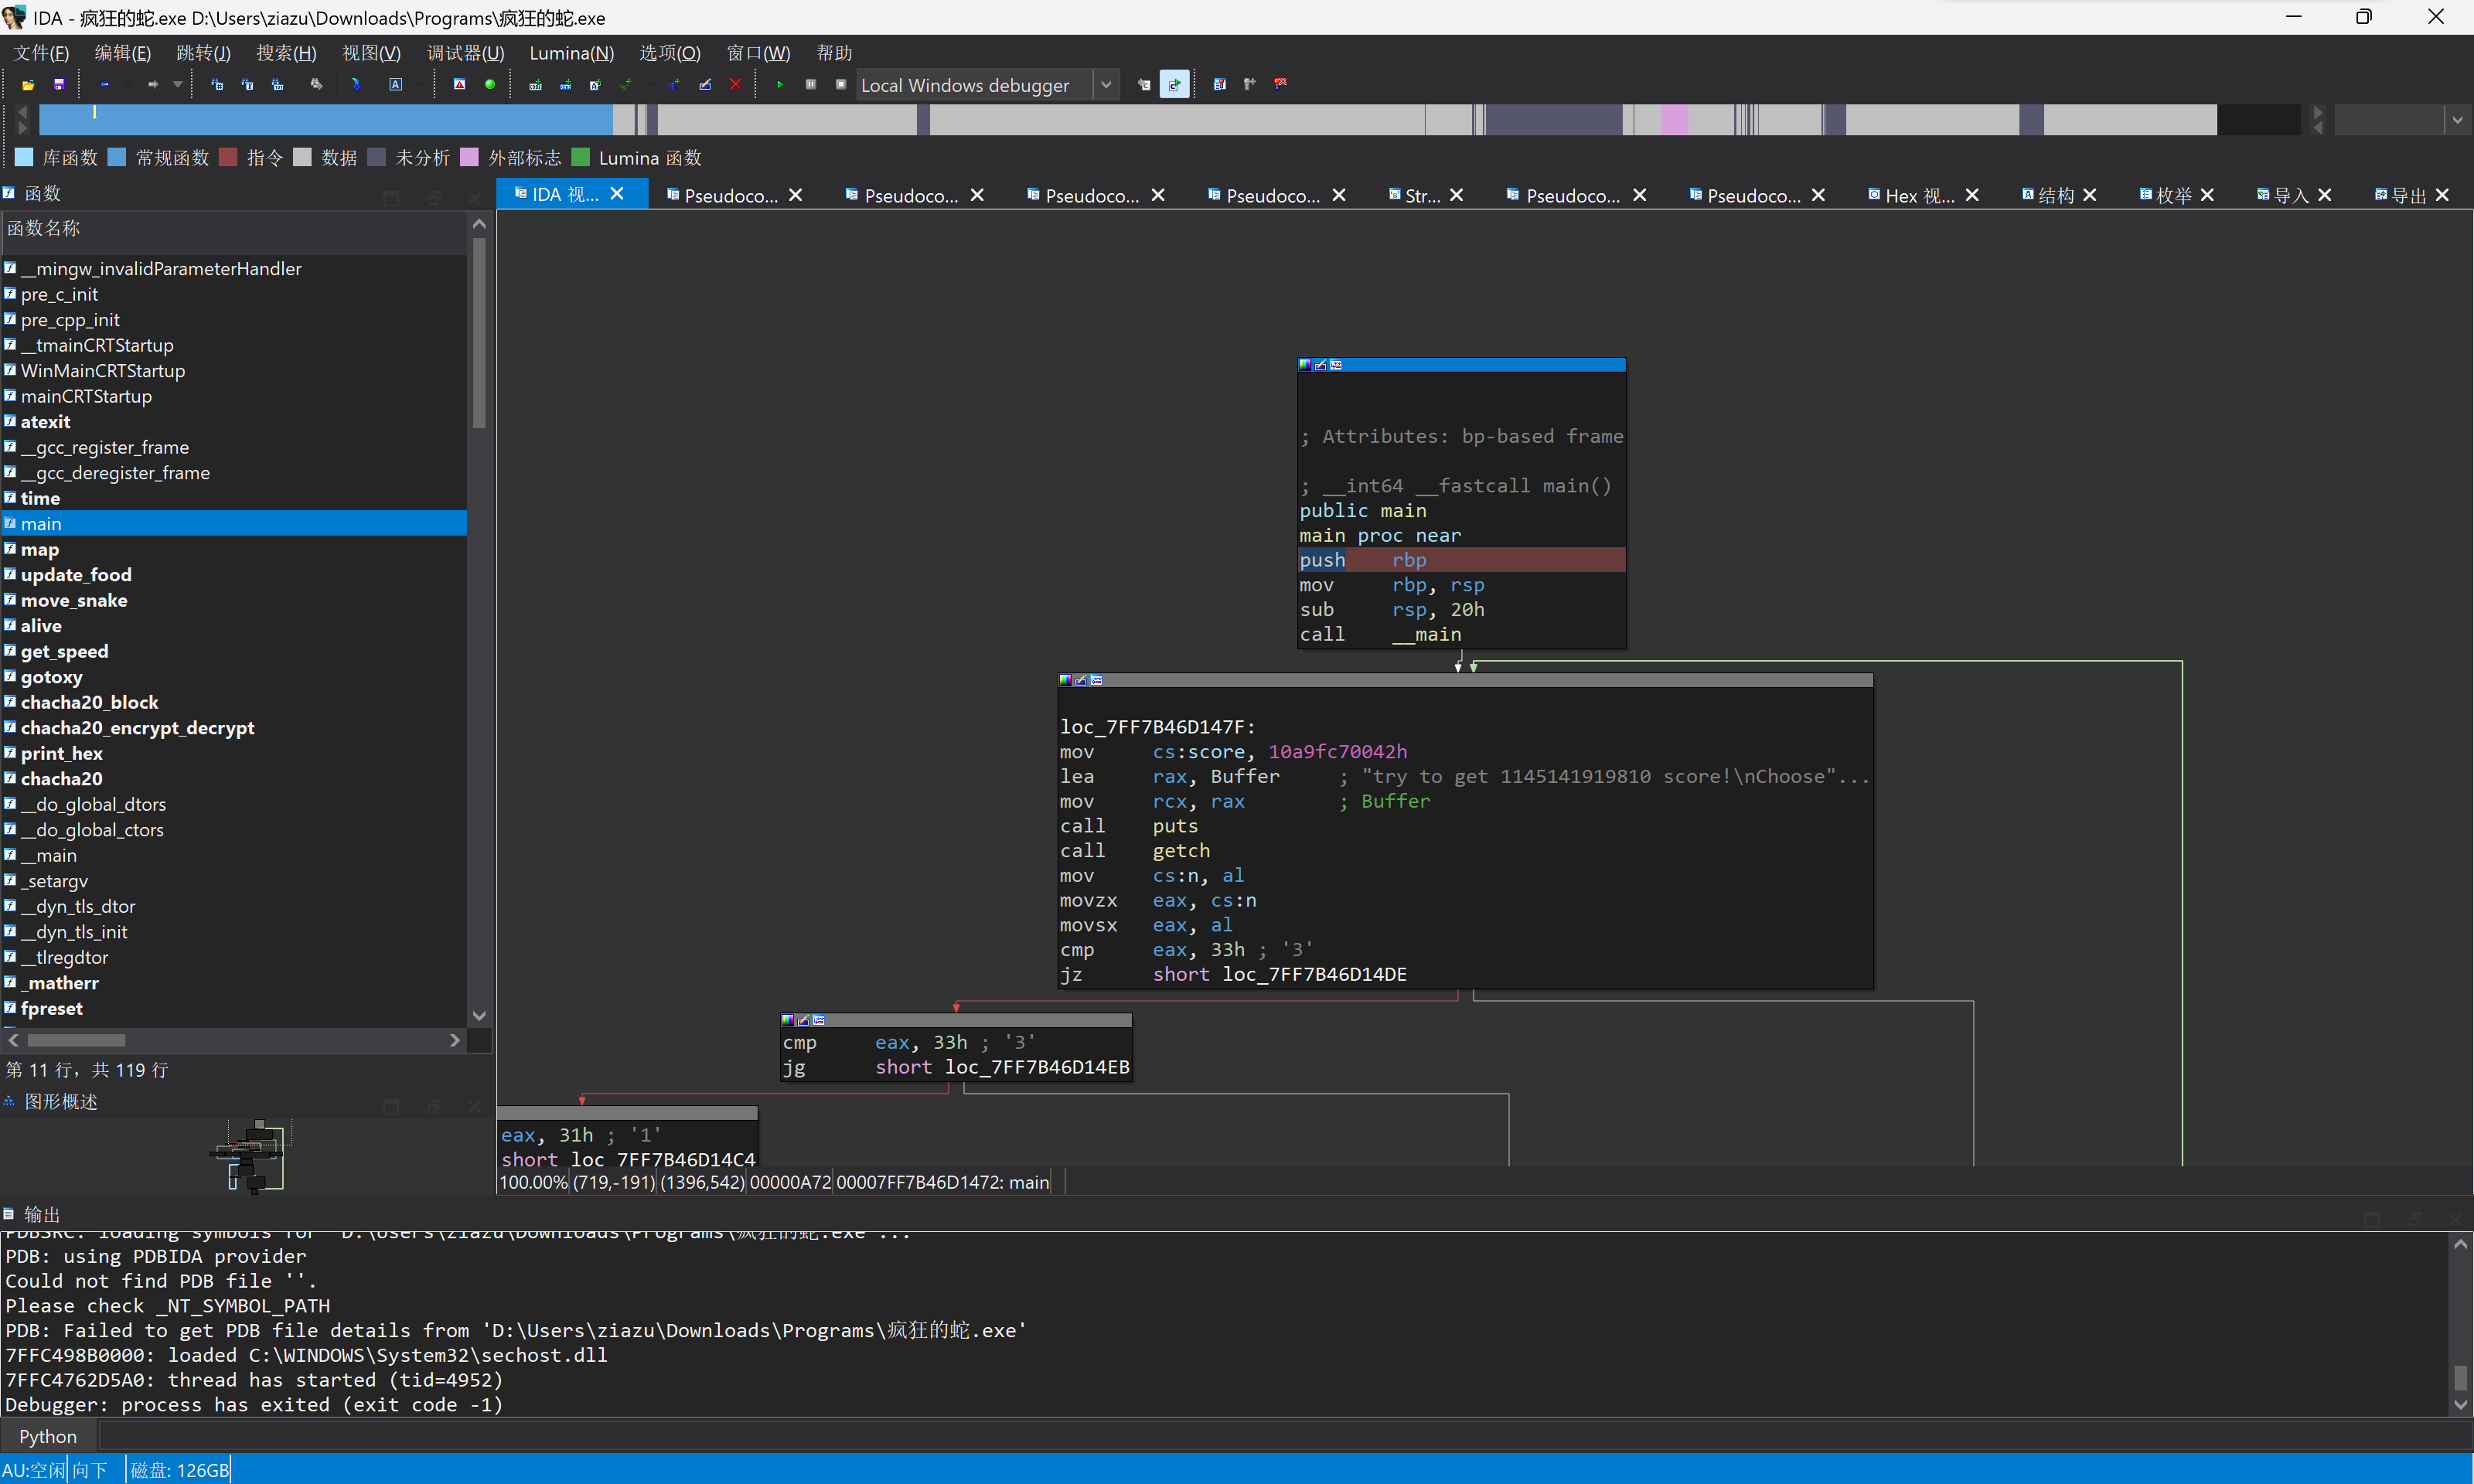 IDA - 疯狂的蛇.exe D:\Users\ziazu\Downloads\Programs\疯狂的蛇.exe
文件(F) 编辑(E) 跳转(J) 搜索(H) 视图(V) 调试器(U) Lumina(N) 选项(O) 窗口(W) 帮助
Local Windows debugger
库函数 常规函数 指令 数据 未分析 外部标志 Lumina 函数
函数
IDA 视... Pseudoco... Pseudoco... Pseudoco... Pseudoco... Str... Pseudoco... Pseudoco... Hex 视... 结构 枚举 导入 导出
函数名称
__mingw_invalidParameterHandler
pre_c_init
pre_cpp_init
__tmainCRTStartup
WinMainCRTStartup
mainCRTStartup
atexit
__gcc_register_frame
__gcc_deregister_frame
time
main
map
update_food
move_snake
alive
get_speed
gotoxy
chacha20_block
chacha20_encrypt_decrypt
print_hex
chacha20
__do_global_dtors
__do_global_ctors
__main
_setargv
__dyn_tls_dtor
__dyn_tls_init
__tlregdtor
_matherr
fpreset
第 11 行，共 119 行
图形概述
; Attributes: bp-based frame
; __int64 __fastcall main()
public main
main proc near
push rbp
mov rbp, rsp
sub rsp, 20h
call __main
loc_7FF7B46D147F:
mov cs:score, 10a9fc70042h
lea rax, Buffer ; "try to get 1145141919810 score!\nChoose"...
mov rcx, rax ; Buffer
call puts
call getch
mov cs:n, al
movzx eax, cs:n
movsx eax, al
cmp eax, 33h ; '3'
jz short loc_7FF7B46D14DE
cmp eax, 33h ; '3'
jg short loc_7FF7B46D14EB
eax, 31h ; '1'
short loc_7FF7B46D14C4
100.00% (719,-191) (1396,542) 00000A72 00007FF7B46D1472: main
输出
PDBSRC: loading symbols for 'D:\Users\ziazu\Downloads\Programs\疯狂的蛇.exe'...
PDB: using PDBIDA provider
Could not find PDB file ''.
Please check _NT_SYMBOL_PATH
PDB: Failed to get PDB file details from 'D:\Users\ziazu\Downloads\Programs\疯狂的蛇.exe'
7FFC498B0000: loaded C:\WINDOWS\System32\sechost.dll
7FFC4762D5A0: thread has started (tid=4952)
Debugger: process has exited (exit code -1)
Python
AU:空闲 向下 磁盘: 126GB